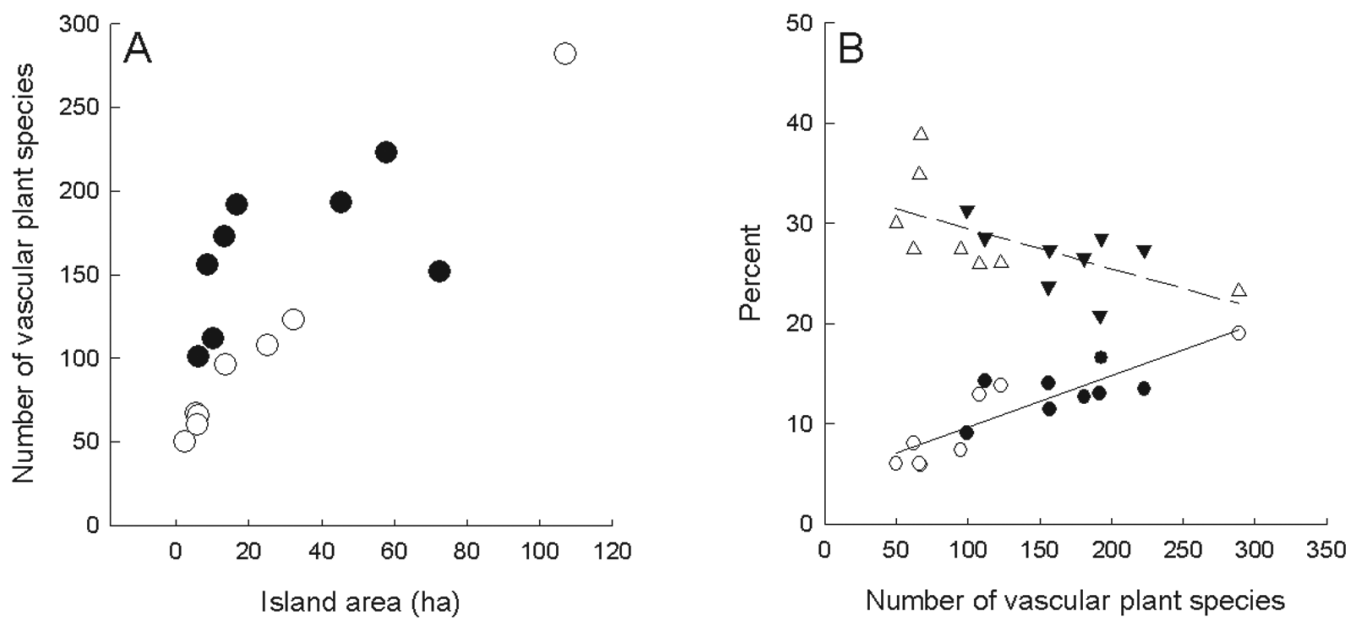 A
Number of vascular plant species
300
250
200
150
100
50
0
0 20 40 60 80 100 120
Island area (ha)
B
Percent
50
40
30
20
10
0
0 50 100 150 200 250 300 350
Number of vascular plant species